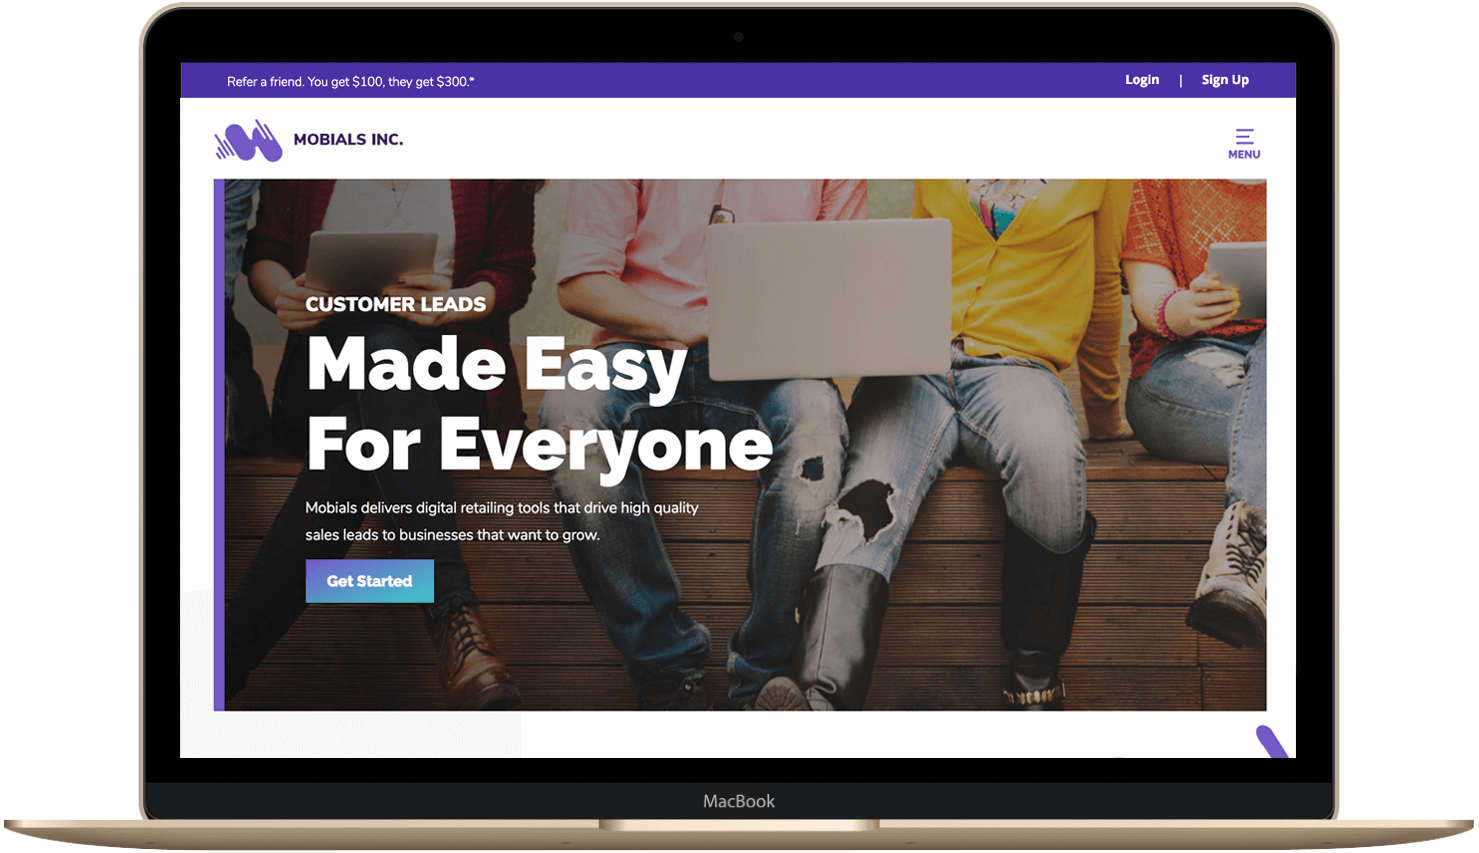 Refer a friend. You get $100, they get $300.*
Login | Sign Up
MOBIALS INC.
MENU
CUSTOMER LEADS
Made Easy
For Everyone
Mobials delivers digital retailing tools that drive high quality
sales leads to businesses that want to grow.
Get Started
MacBook